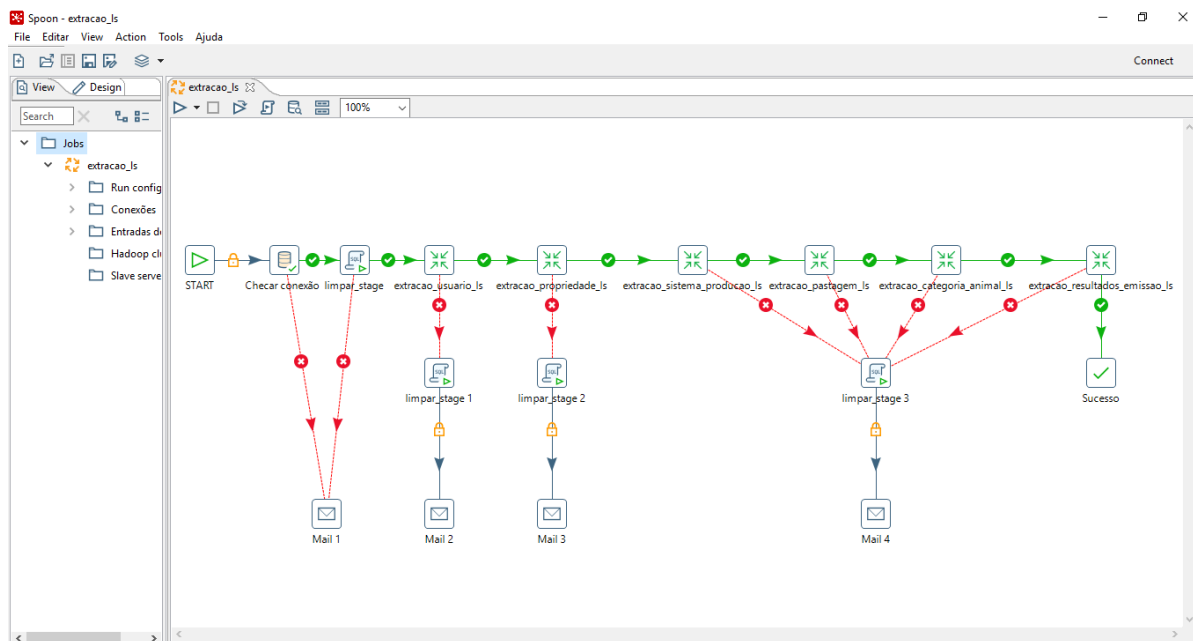 Spoon - extracao_ls
File Editar View Action Tools Ajuda
Connect
View Design
extracao_ls
Search
100%
Jobs
extracao_ls
Run config
Conexões
Entradas de
Hadoop clu
Slave serve
START
Checar conexão
limpar_stage
extracao_usuario_ls
extracao_propriedade_ls
extracao_sistema_producao_ls
extracao_pastagem_ls
extracao_categoria_animal_ls
extracao_resultados_emissao_ls
limpar_stage 1
limpar_stage 2
limpar_stage 3
Sucesso
Mail 1
Mail 2
Mail 3
Mail 4